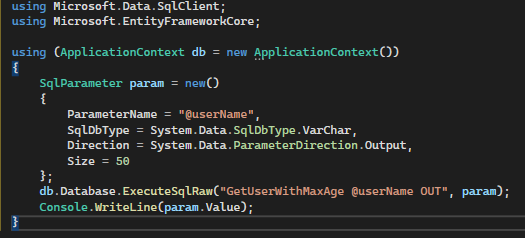 using Microsoft.Data.SqlClient;
using Microsoft.EntityFrameworkCore;
using (ApplicationContext db = new ApplicationContext())
{
    SqlParameter param = new()
    {
        ParameterName = "@userName",
        SqlDbType = System.Data.SqlDbType.VarChar,
        Direction = System.Data.ParameterDirection.Output,
        Size = 50
    };
    db.Database.ExecuteSqlRaw("GetUserWithMaxAge @userName OUT", param);
    Console.WriteLine(param.Value);
}